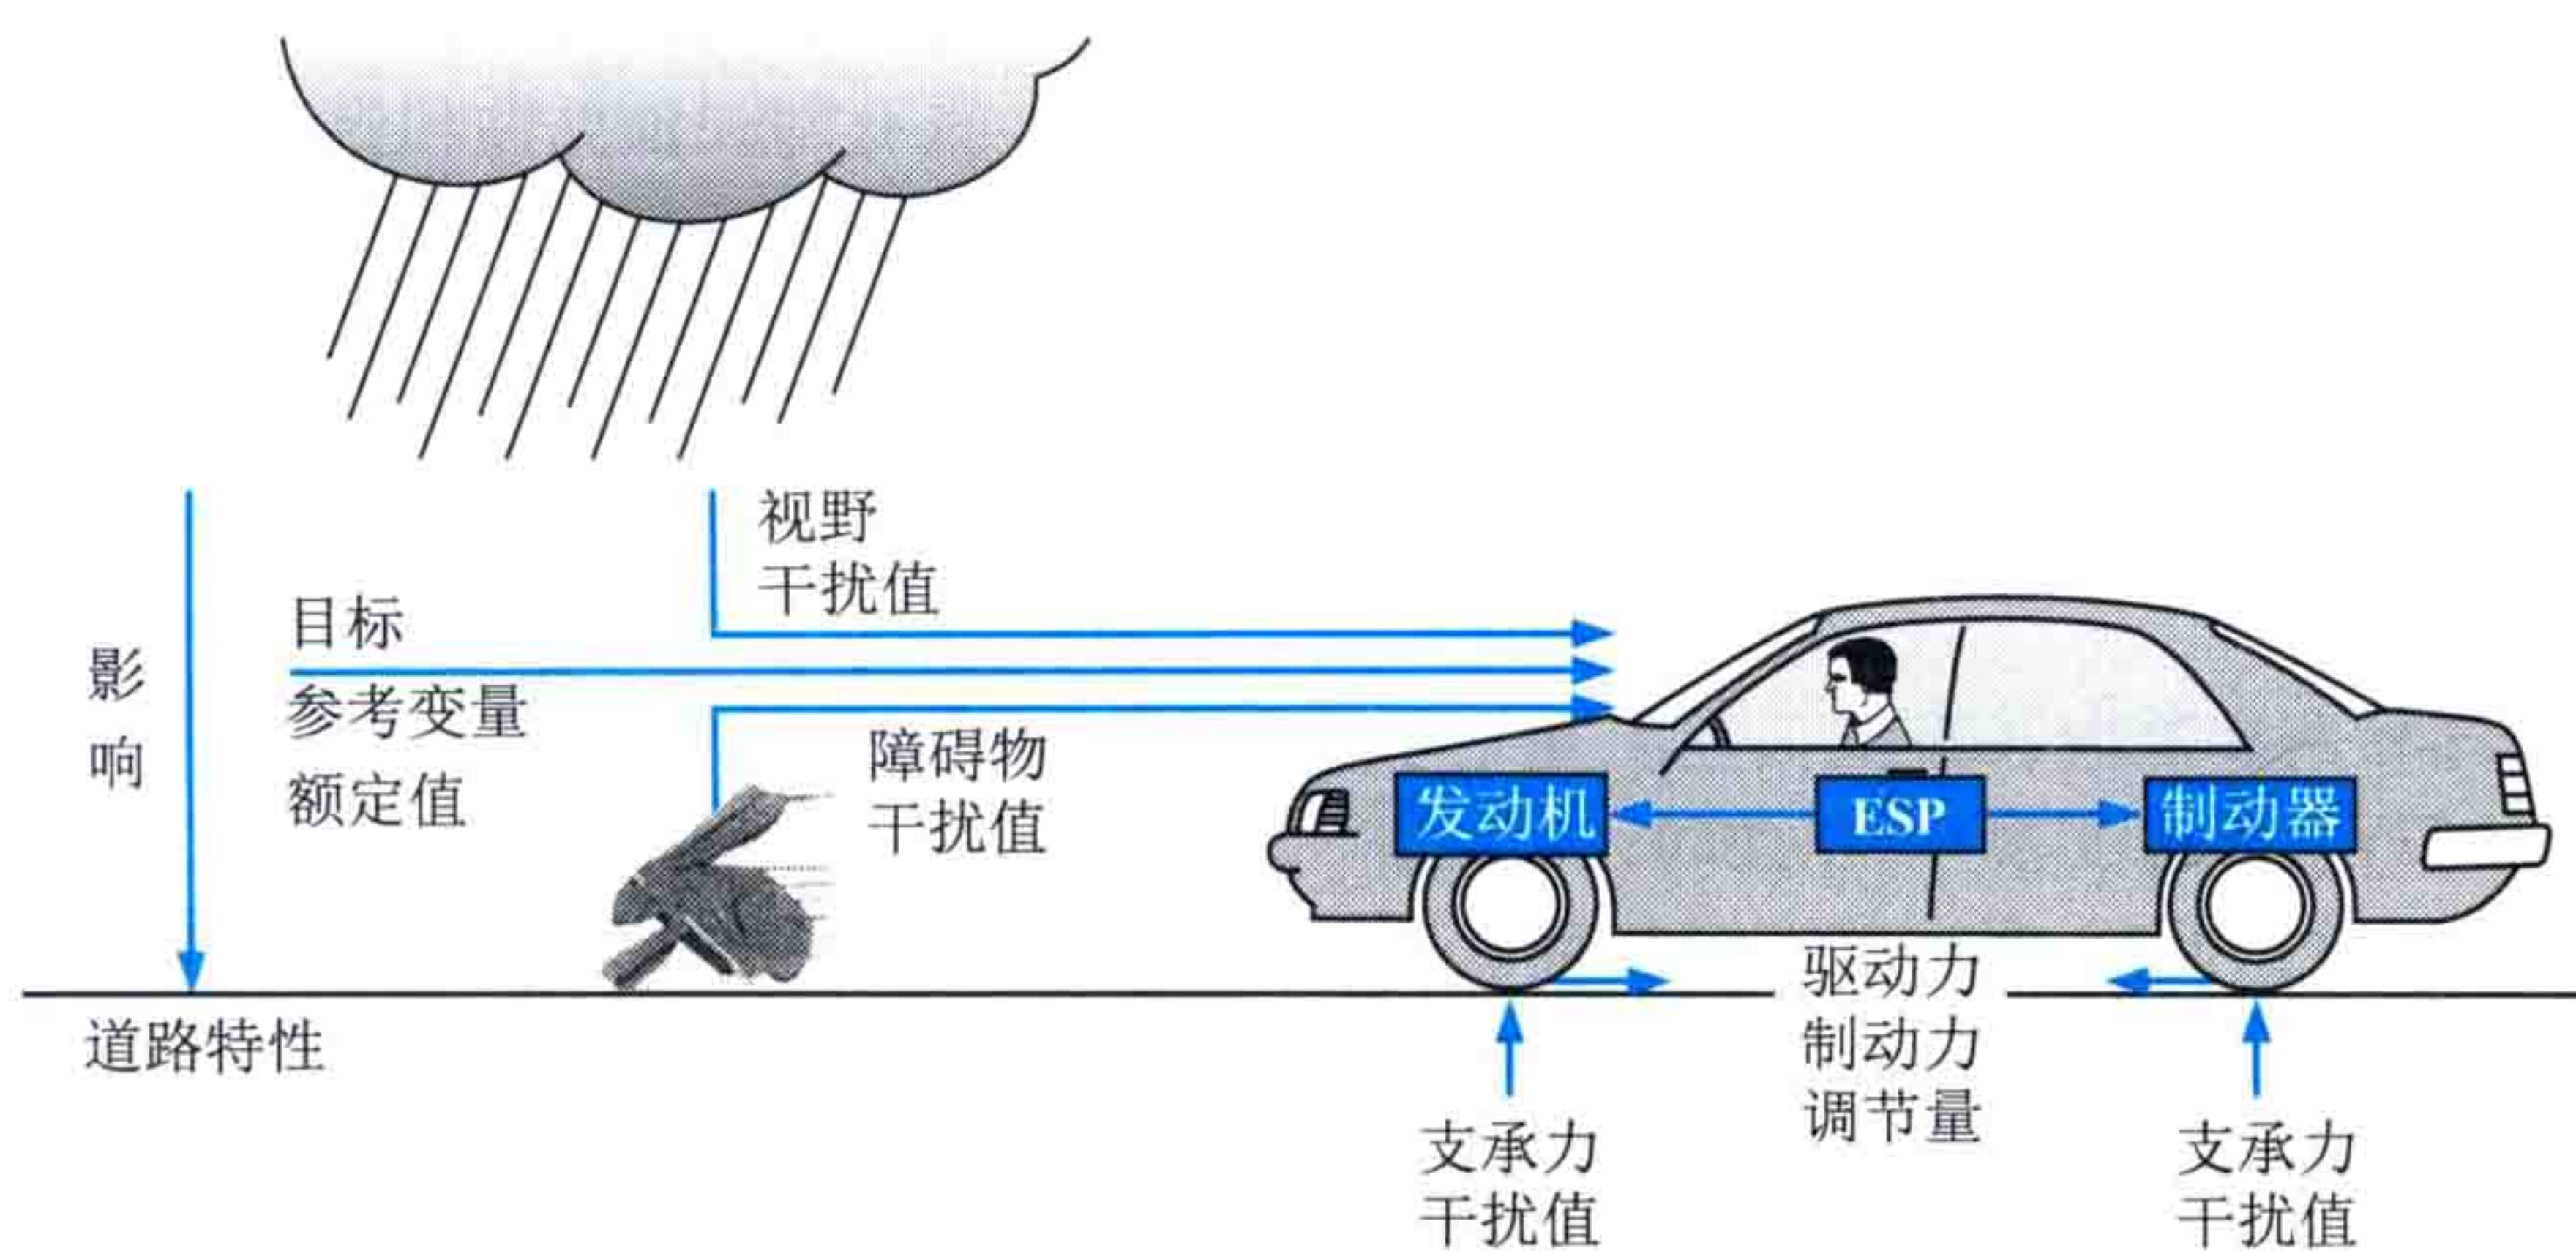 视野
干扰值
目标
参考变量
额定值
影
响
障碍物
干扰值
发动机
ESP
制动器
驱动力
制动力
调节量
道路特性
支承力
干扰值
支承力
干扰值